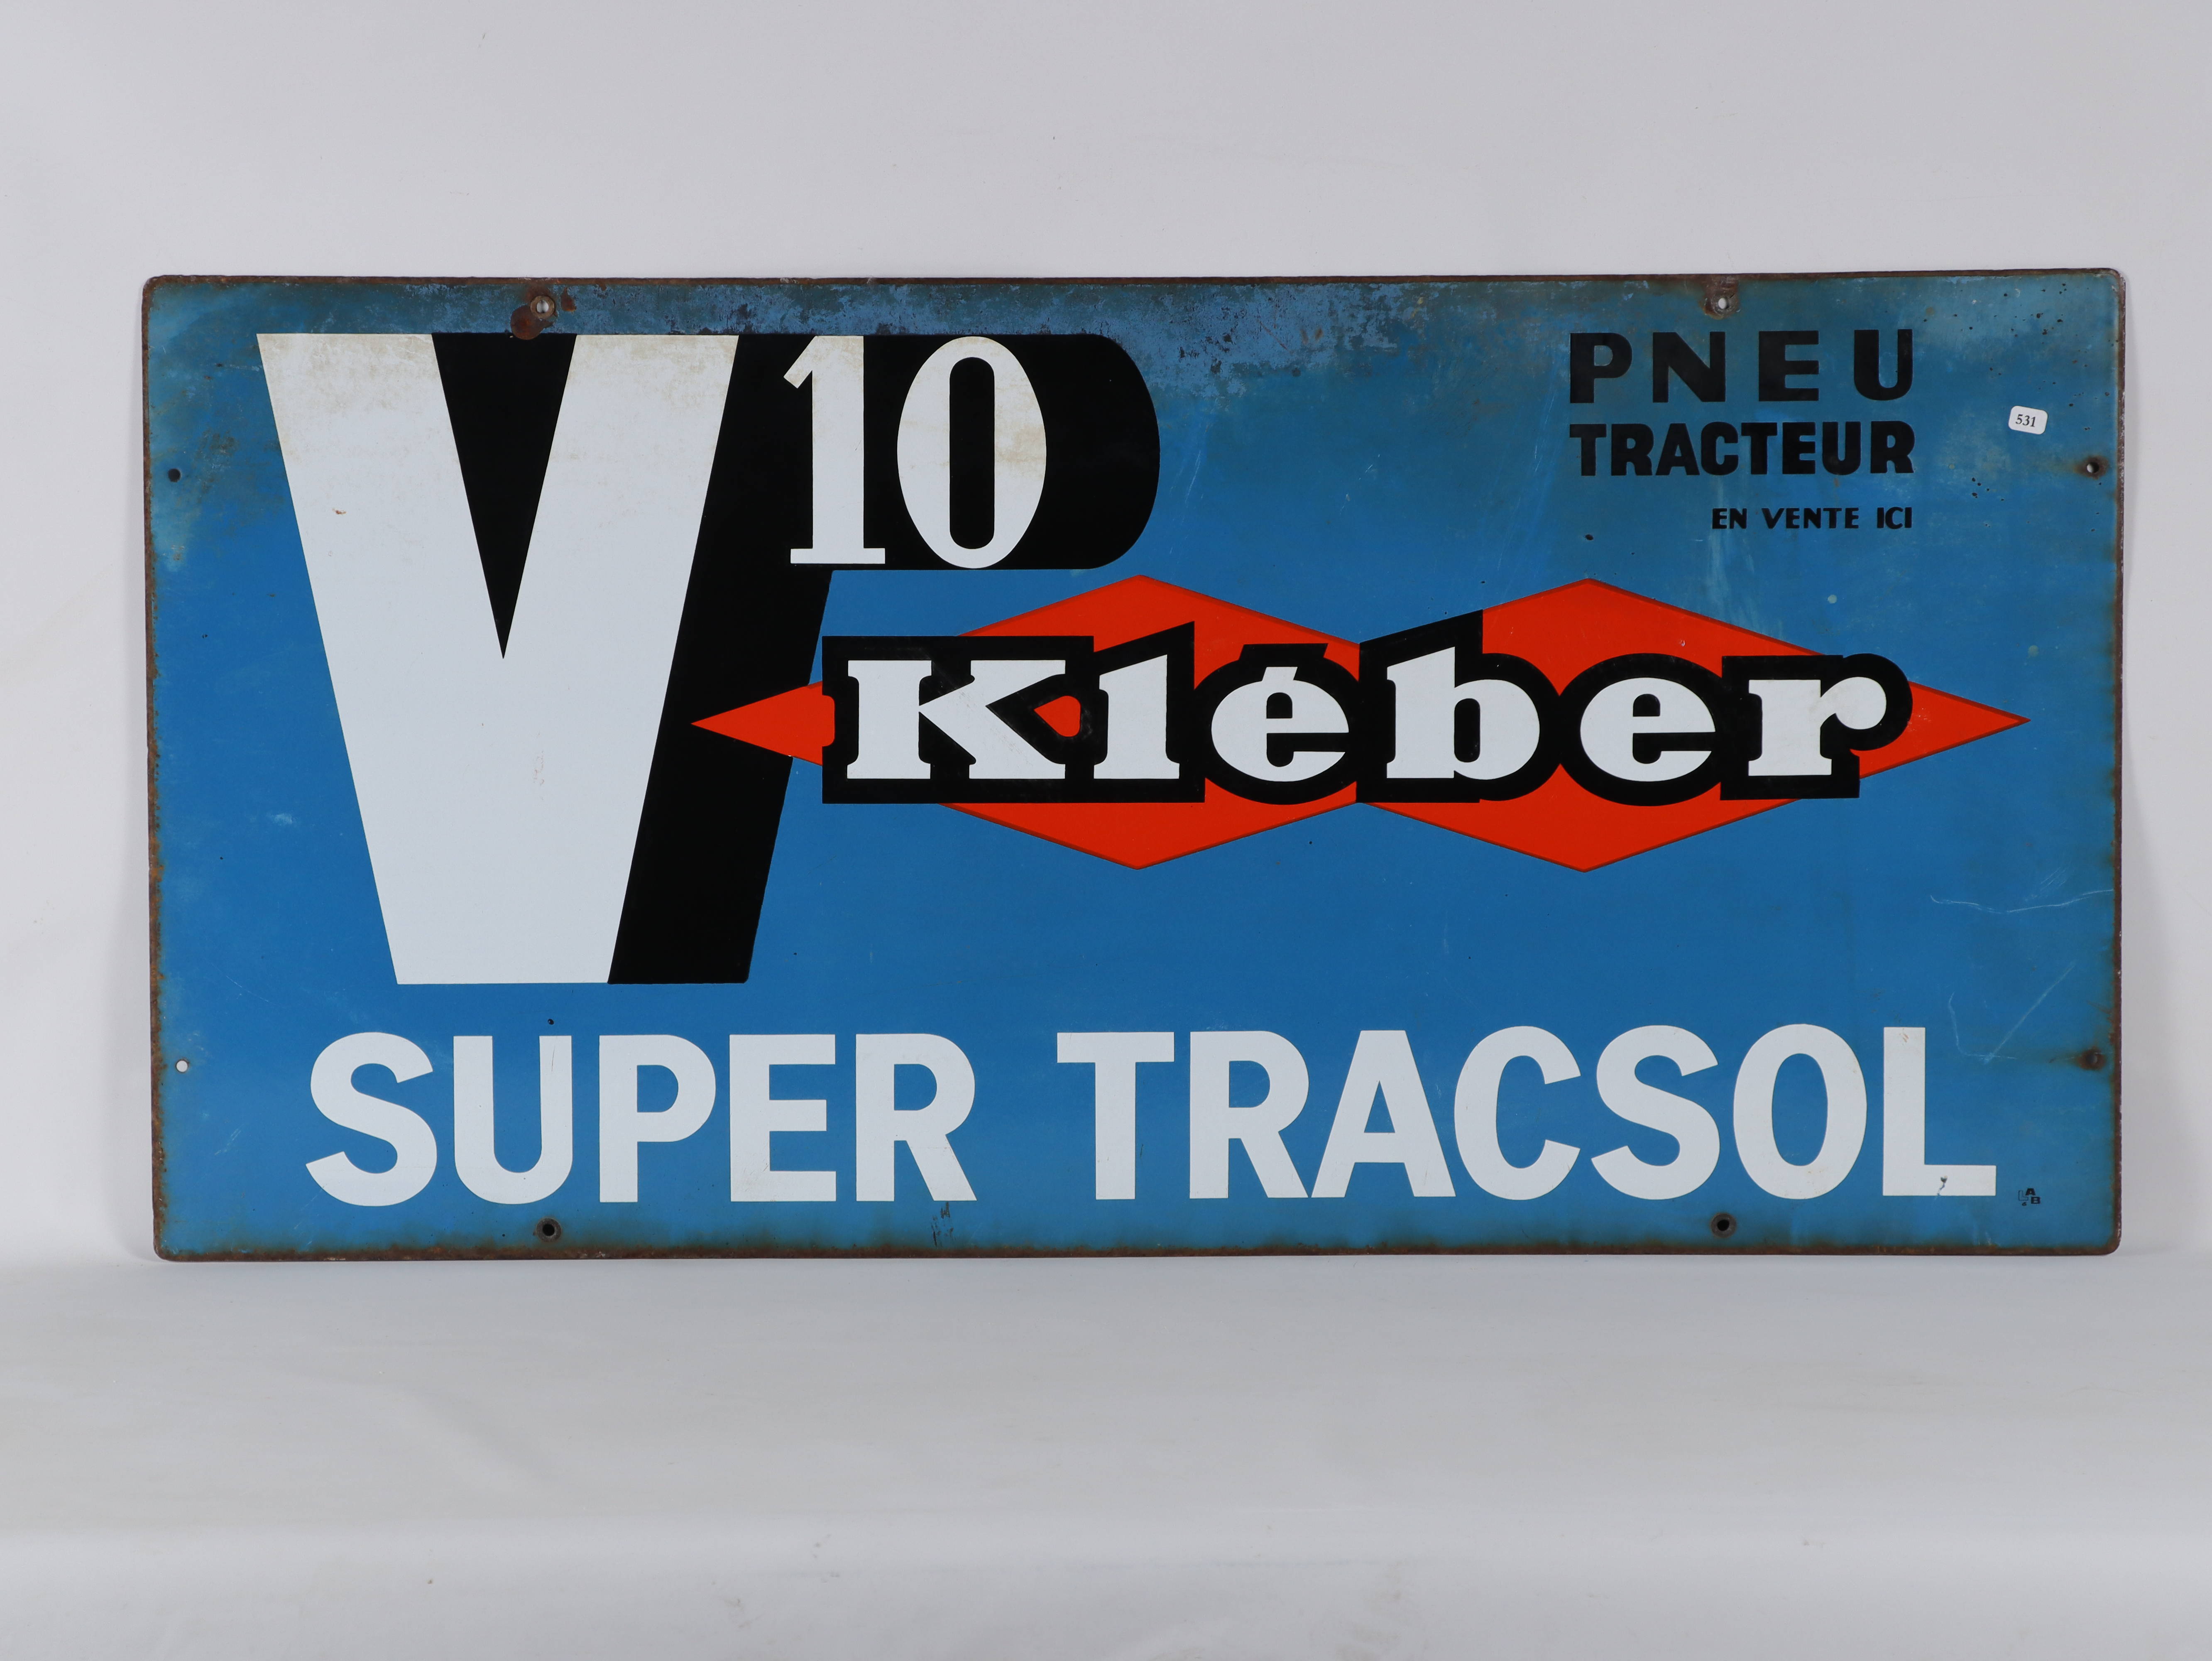 V10
PNEU
TRACTEUR
EN VENTE ICI
531
Kléber
SUPER TRACSOL